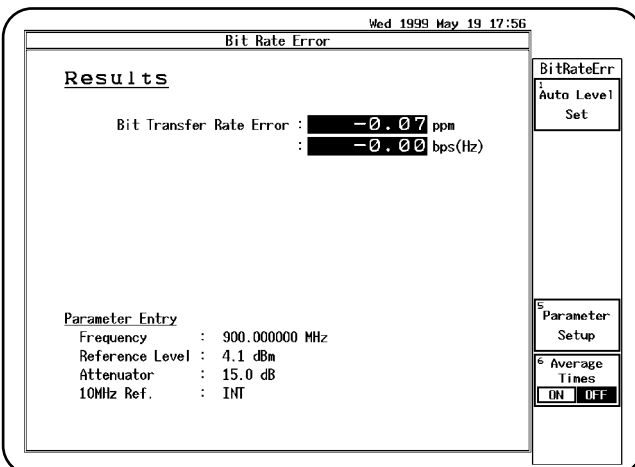 Wed 1999 May 19 17:56
Bit Rate Error
Results
Bit Transfer Rate Error : -0.07 ppm
: -0.00 bps(Hz)
Parameter Entry
Frequency : 900.000000 MHz
Reference Level : 4.1 dBm
Attenuator : 15.0 dB
10MHz Ref. : INT
BitRateErr
1
Auto Level
Set
5
Parameter
Setup
6 Average
Times
ON OFF